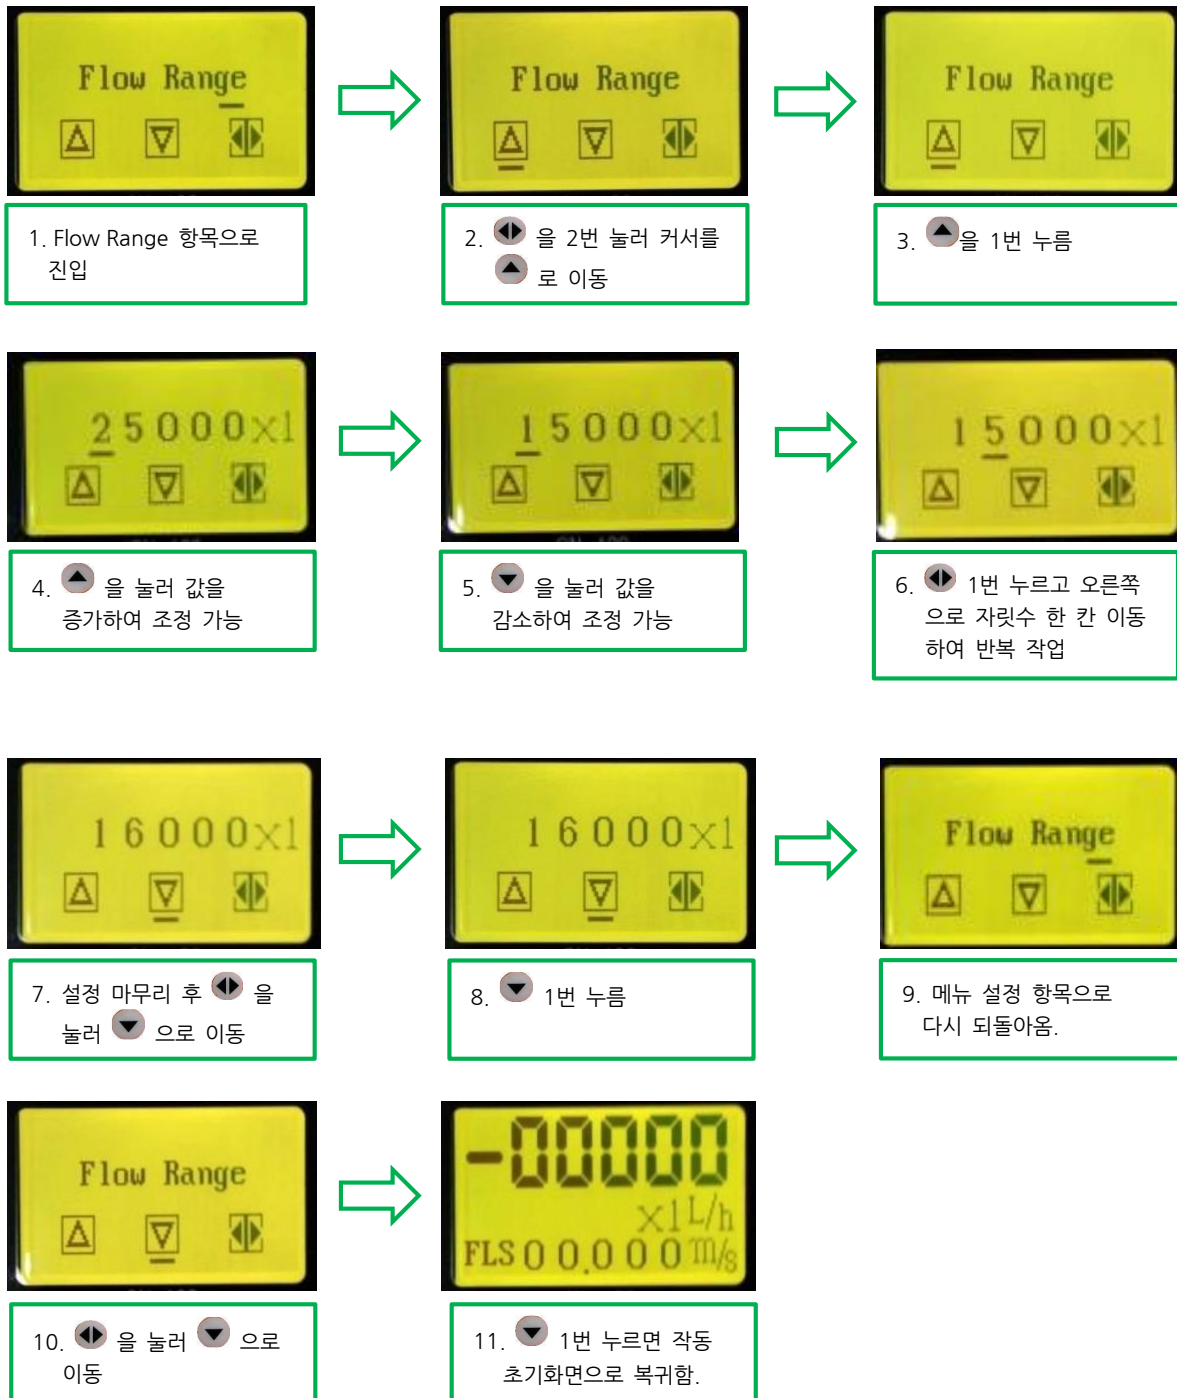 Flow Range
Flow Range
Flow Range
1. Flow Range 항목으로
진입
2. 을 2번 눌러 커서를
로 이동
3. 을 1번 누름
25000x1
15000x1
15000x1
4. 을 눌러 값을
증가하여 조정 가능
5. 을 눌러 값을
감소하여 조정 가능
6. 1번 누르고 오른쪽
으로 자릿수 한 칸 이동
하여 반복 작업
16000x1
16000x1
Flow Range
7. 설정 마무리 후 을
눌러 으로 이동
8. 1번 누름
9. 메뉴 설정 항목으로
다시 되돌아옴.
Flow Range
-00000
x1L/h
FLS00.000m/s
10. 을 눌러 으로
이동
11. 1번 누르면 작동
초기화면으로 복귀함.